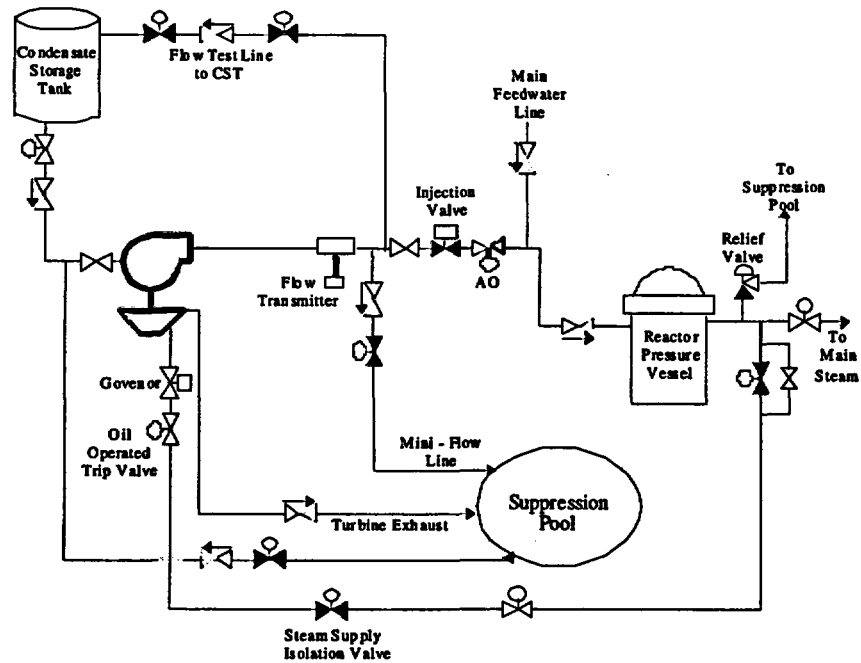 Condensate
Storage
Tank
Flow Test Line
to CST
Main
Feedwater
Line
To
Suppression
Pool
Injection
Valve
Relief
Valve
Flow
Transmitter
AO
Reactor
Pressure
Vessel
To
Main
Steam
Govenor
Oil
Operated
Trip Valve
Mini - Flow
Line
Suppression
Pool
Turbine Exhaust
Steam Supply
Isolation Valve